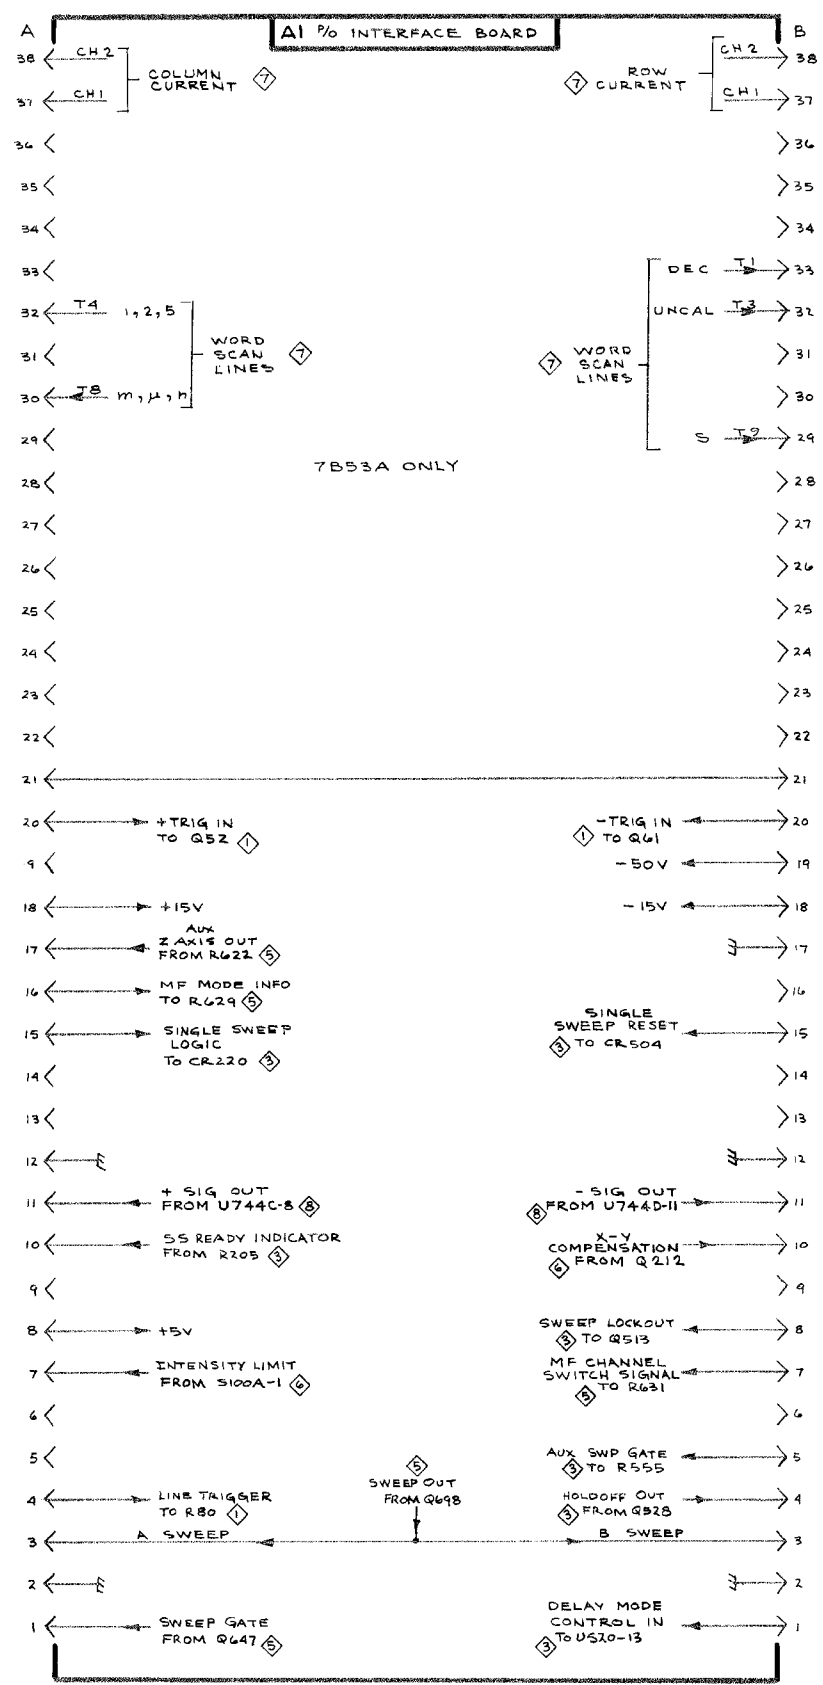 A A1 P/O INTERFACE BOARD B
38 CH2 CH2 38
COLUMN CURRENT 7 7 ROW CURRENT
37 CH1 CH1 37
36 36
35 35
34 34
33 DEC T1 33
32 T4 1,2,5 UNCAL T3 32
WORD SCAN LINES 7 7 WORD SCAN LINES
31 31
30 T8 m,μ,n 30
29 S T9 29
7B53A ONLY
28 28
27 27
26 26
25 25
24 24
23 23
22 22
21 21
20 +TRIG IN -TRIG IN 20
TO Q52 1 1 TO Q61
9 -50V 19
18 +15V -15V 18
AUX
17 Z AXIS OUT 17
FROM R622 5
16 MF MODE INFO 16
TO R629 5
SINGLE
15 SINGLE SWEEP SWEEP RESET 15
LOGIC 3 TO CR504
TO CR220 3
14 14
13 13
12 12
11 + SIG OUT - SIG OUT 11
FROM U744C-8 8 8 FROM U744D-11
10 SS READY INDICATOR X-Y 10
FROM R205 3 COMPENSATION
6 FROM Q212
9 9
8 +5V SWEEP LOCKOUT 8
3 TO Q513
7 INTENSITY LIMIT MF CHANNEL 7
FROM S100A-1 6 SWITCH SIGNAL
5 TO R631
6 6
5 AUX SWP GATE 5
5 3 TO R555
SWEEP OUT
4 LINE TRIGGER FROM Q698 HOLDOFF OUT 4
TO R80 1 3 FROM Q528
3 A SWEEP B SWEEP 3
2 2
DELAY MODE
1 SWEEP GATE CONTROL IN 1
FROM Q647 5 3 TO U520-13